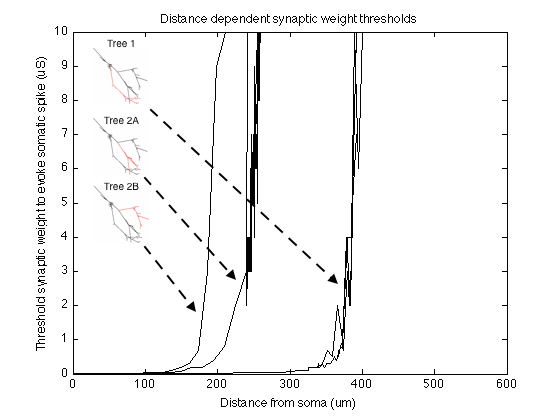 Distance dependent synaptic weight thresholds
Threshold synaptic weight to evoke somatic spike (uS)
10
9
8
7
6
5
4
3
2
1
0
Tree 1
Tree 2A
Tree 2B
0 100 200 300 400 500 600
Distance from soma (um)